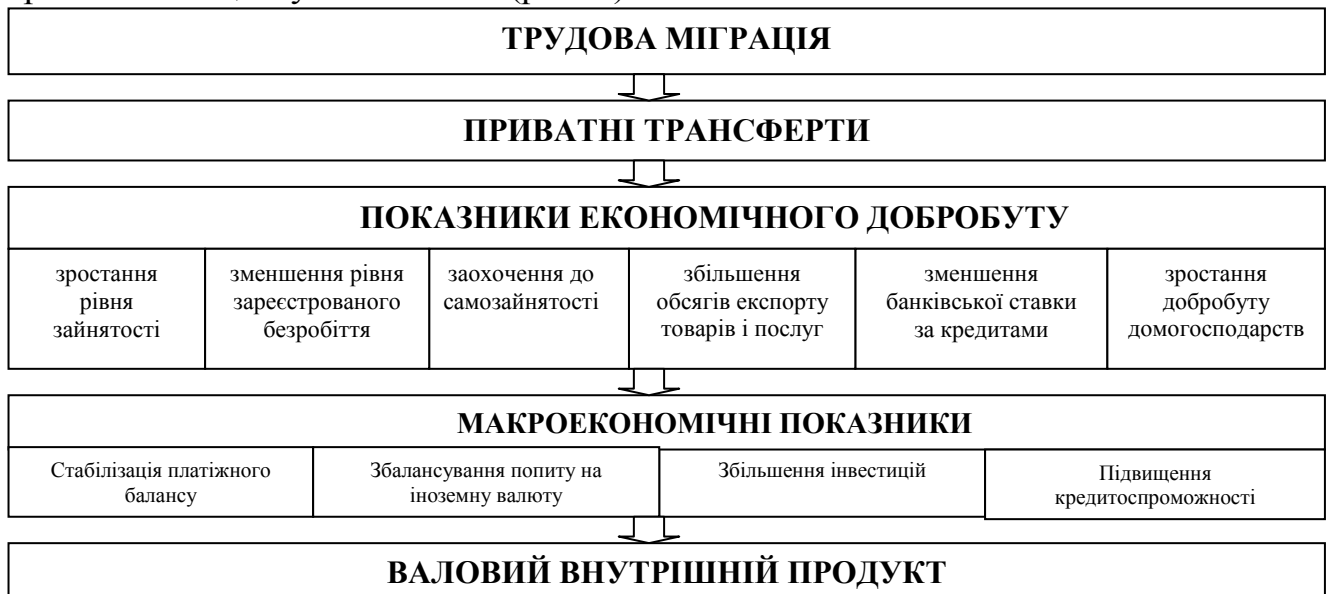 ТРУДОВА МІГРАЦІЯ
ПРИВАТНІ ТРАНСФЕРТИ
ПОКАЗНИКИ ЕКОНОМІЧНОГО ДОБРОБУТУ
зростання
рівня
зайнятості
зменшення рівня
зареєстрованого
безробіття
заохочення до
самозайнятості
збільшення
обсягів експорту
товарів і послуг
зменшення
банківської ставки
за кредитами
зростання
добробуту
домогосподарств
МАКРОЕКОНОМІЧНІ ПОКАЗНИКИ
Стабілізація платіжного
балансу
Збалансування попиту на
іноземну валюту
Збільшення інвестицій
Підвищення
кредитоспроможності
ВАЛОВИЙ ВНУТРІШНІЙ ПРОДУКТ